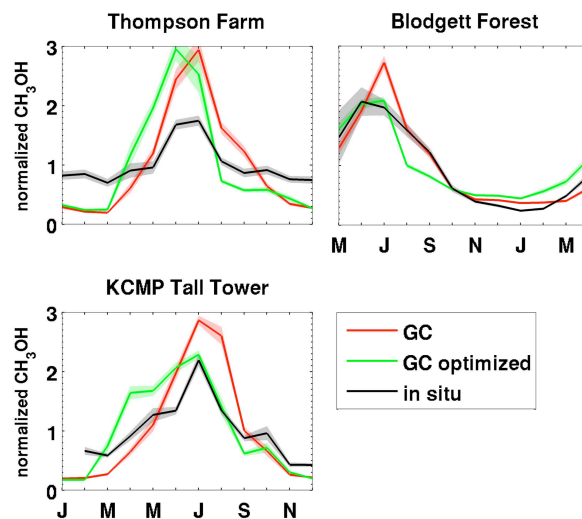 Thompson Farm
Blodgett Forest
3
2
1
0
normalized CH3OH
M J S N J M
KCMP Tall Tower
3
2
1
0
normalized CH3OH
J M M J S N
GC
GC optimized
in situ